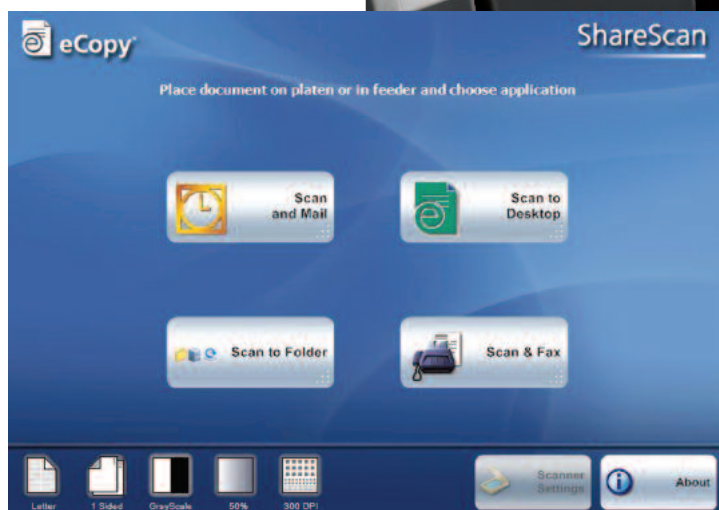 eCopy
ShareScan
Place document on platen or in feeder and choose application
Scan
and Mail
Scan to
Desktop
Scan to Folder
Scan & Fax
Letter
1 Sided
GrayScale
50%
300 DPI
Scanner
Settings
About